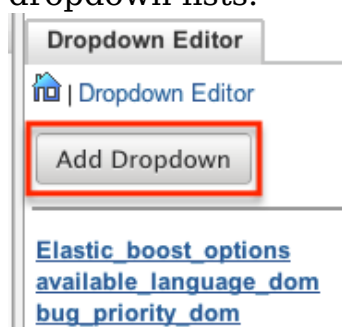 dropdown lists.
Dropdown Editor
| Dropdown Editor
Add Dropdown
Elastic_boost_options
available_language_dom
bug_priority_dom